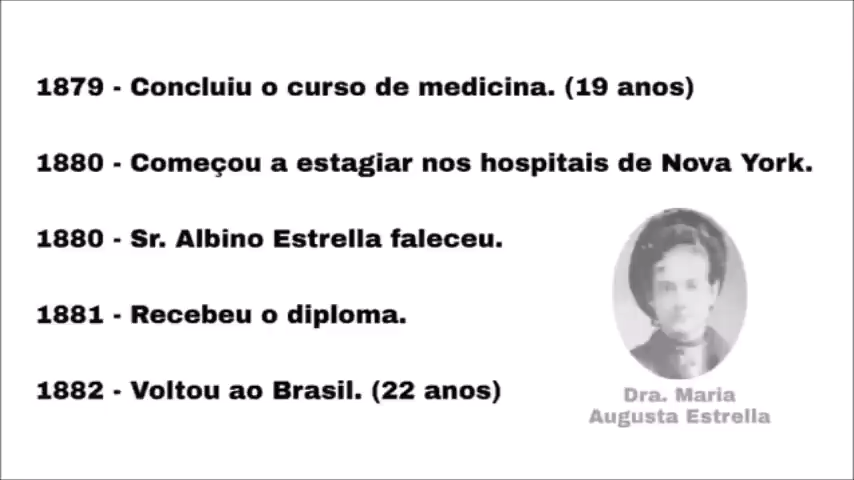 1879 - Concluiu o curso de medicina. (19 anos)
1880 - Começou a estagiar nos hospitais de Nova York.
1880 - Sr. Albino Estrella faleceu.
1881 - Recebeu o diploma.
1882 - Voltou ao Brasil. (22 anos)
Dra. Maria
Augusta Estrella